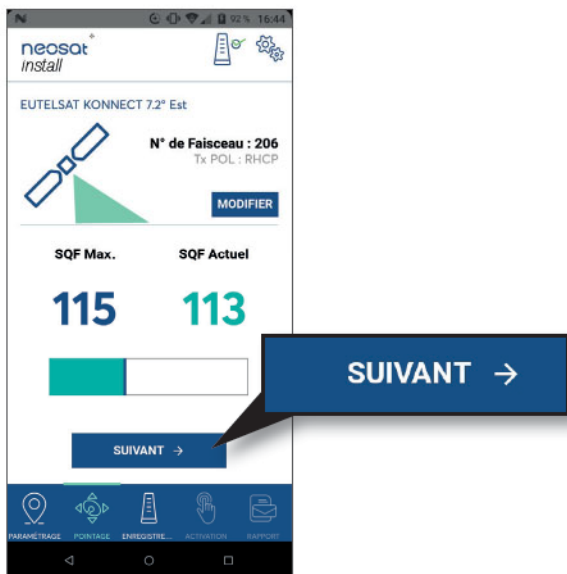 92 % 16:44
neosat+
install
EUTELSAT KONNECT 7.2° Est
N° de Faisceau : 206
Tx POL : RHCP
MODIFIER
SQF Max. SQF Actuel
115 113
SUIVANT →
SUIVANT →
PARAMÉTRAGE POINTAGE ENREGISTRE... ACTIVATION RAPPORT